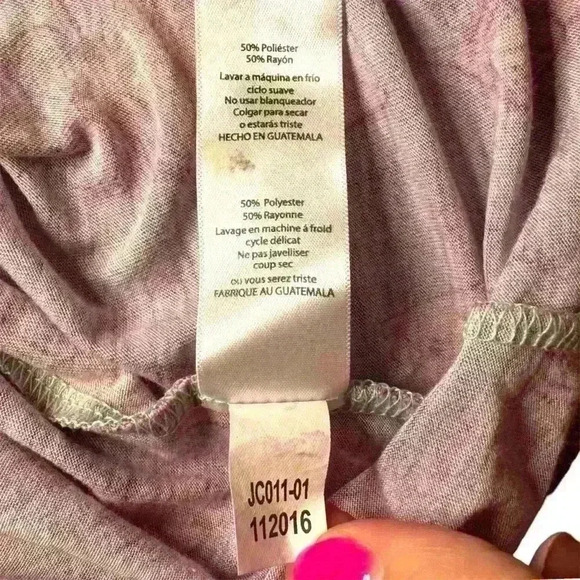 50% Poliéster
50% Rayón
Lavar a máquina en frío
ciclo suave
No usar blanqueador
Colgar para secar
o estarás triste
HECHO EN GUATEMALA
50% Polyester
50% Rayonne
Lavage en machine á froid
cycle délicat
Ne pas javelliser
coup sec
ou vous serez triste
FABRIQUE AU GUATEMALA
JC011-01
112016